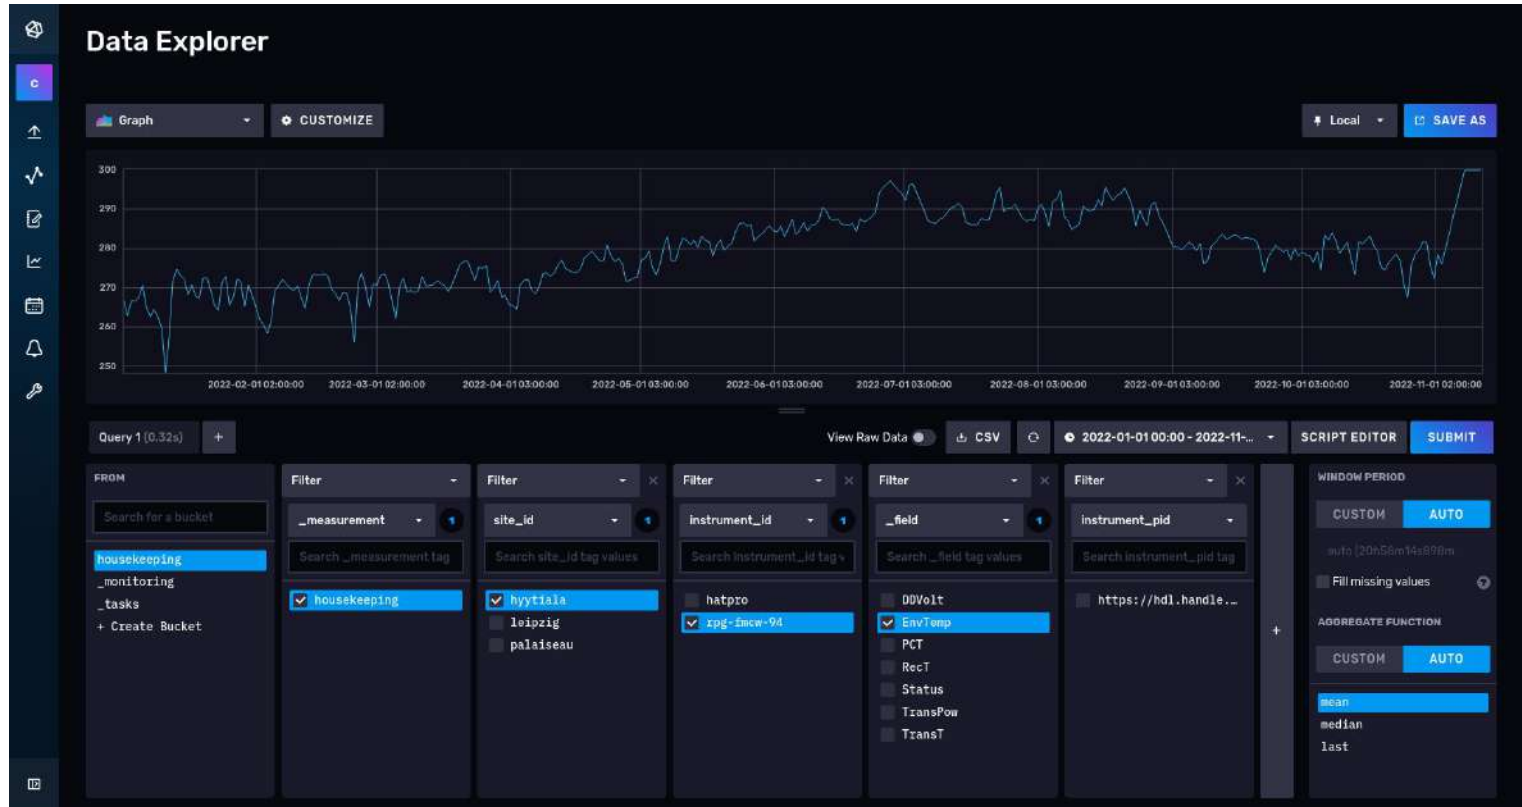 Data Explorer
c
Graph
CUSTOMIZE
Local
SAVE AS
300
290
280
270
260
250
2022-02-01 02:00:00
2022-03-01 02:00:00
2022-04-01 03:00:00
2022-05-01 03:00:00
2022-06-01 03:00:00
2022-07-01 03:00:00
2022-08-01 03:00:00
2022-09-01 03:00:00
2022-10-01 03:00:00
2022-11-01 02:00:00
Query 1 (0.32s)
+
View Raw Data
CSV
2022-01-01 00:00 - 2022-11-...
SCRIPT EDITOR
SUBMIT
FROM
Search for a bucket
housekeeping
_monitoring
_tasks
+ Create Bucket
Filter
_measurement
1
Search _measurement tag
housekeeping
Filter
site_id
1
Search site_id tag values
hyytiala
leipzig
palaiseau
Filter
instrument_id
1
Search instrument_id tag v
hatpro
rpg-fmcw-94
Filter
_field
1
Search _field tag values
DDVolt
EnvTemp
PCT
RecT
Status
TransPow
TransT
Filter
instrument_pid
Search instrument_pid tag
https://hdl.handle.…
+
WINDOW PERIOD
CUSTOM
AUTO
auto (20h58m14s898m
Fill missing values
?
AGGREGATE FUNCTION
CUSTOM
AUTO
mean
median
last